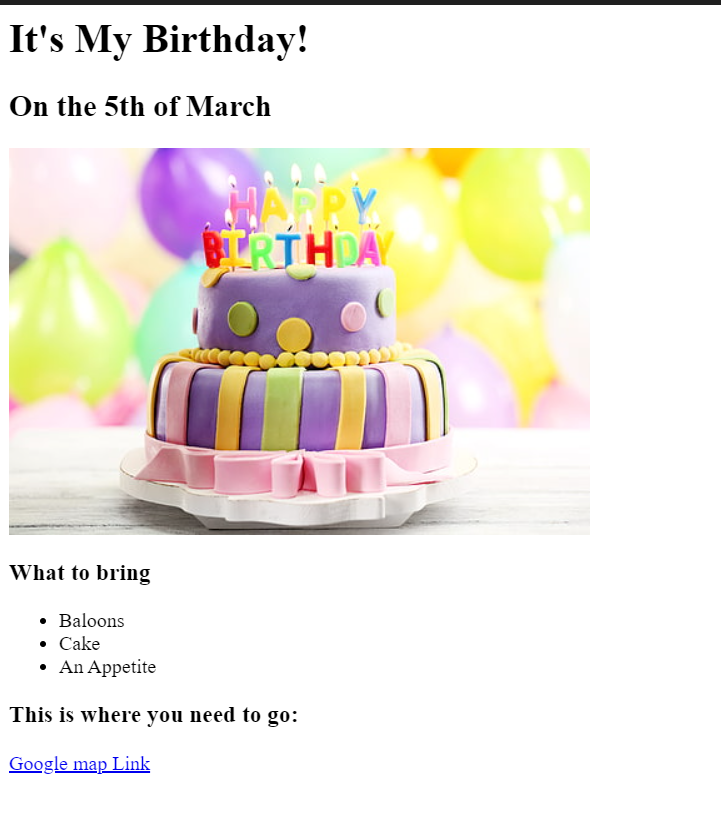 It's My Birthday!
On the 5th of March
HAPPY
BIRTHDAY
What to bring
Baloons
Cake
An Appetite
This is where you need to go:
Google map Link